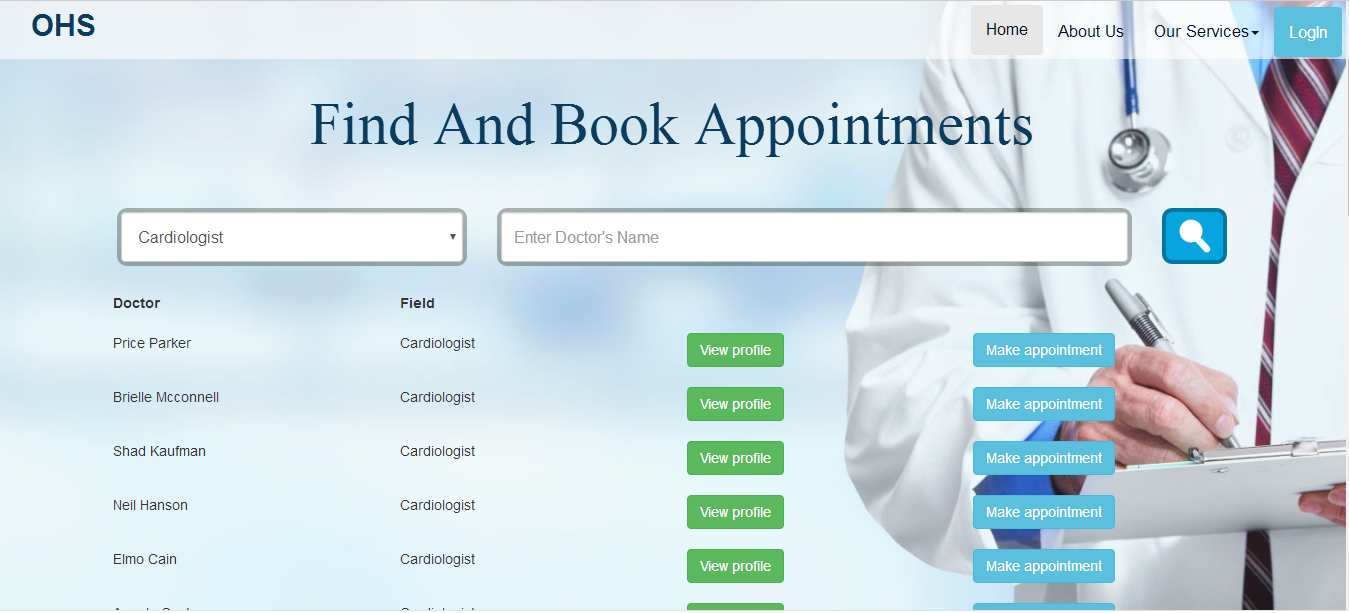 OHS
Home About Us Our Services Login
Find And Book Appointments
Cardiologist Enter Doctor's Name
Doctor Field
Price Parker Cardiologist View profile Make appointment
Brielle Mcconnell Cardiologist View profile Make appointment
Shad Kaufman Cardiologist View profile Make appointment
Neil Hanson Cardiologist View profile Make appointment
Elmo Cain Cardiologist View profile Make appointment